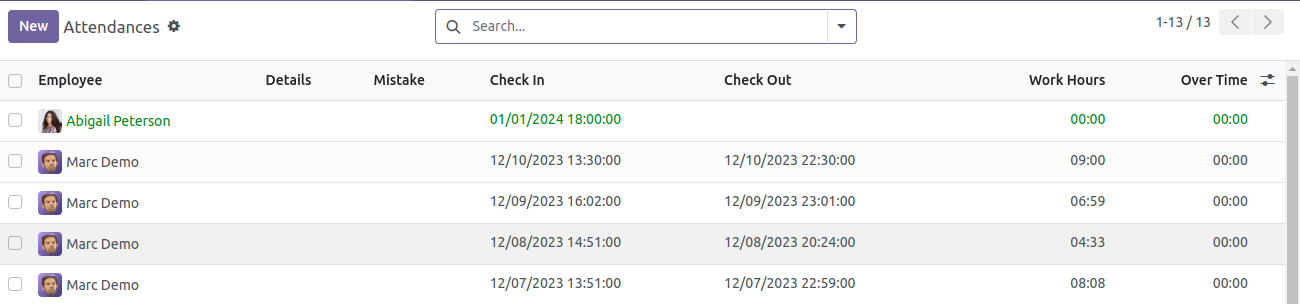 New Attendances Search... 1-13 / 13
Employee Details Mistake Check In Check Out Work Hours Over Time
Abigail Peterson 01/01/2024 18:00:00 00:00 00:00
Marc Demo 12/10/2023 13:30:00 12/10/2023 22:30:00 09:00 00:00
Marc Demo 12/09/2023 16:02:00 12/09/2023 23:01:00 06:59 00:00
Marc Demo 12/08/2023 14:51:00 12/08/2023 20:24:00 04:33 00:00
Marc Demo 12/07/2023 13:51:00 12/07/2023 22:59:00 08:08 00:00